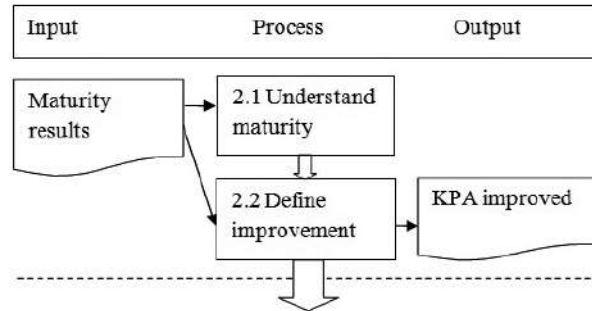 Input Process Output
Maturity
results
2.1 Understand
maturity
2.2 Define
improvement
KPA improved